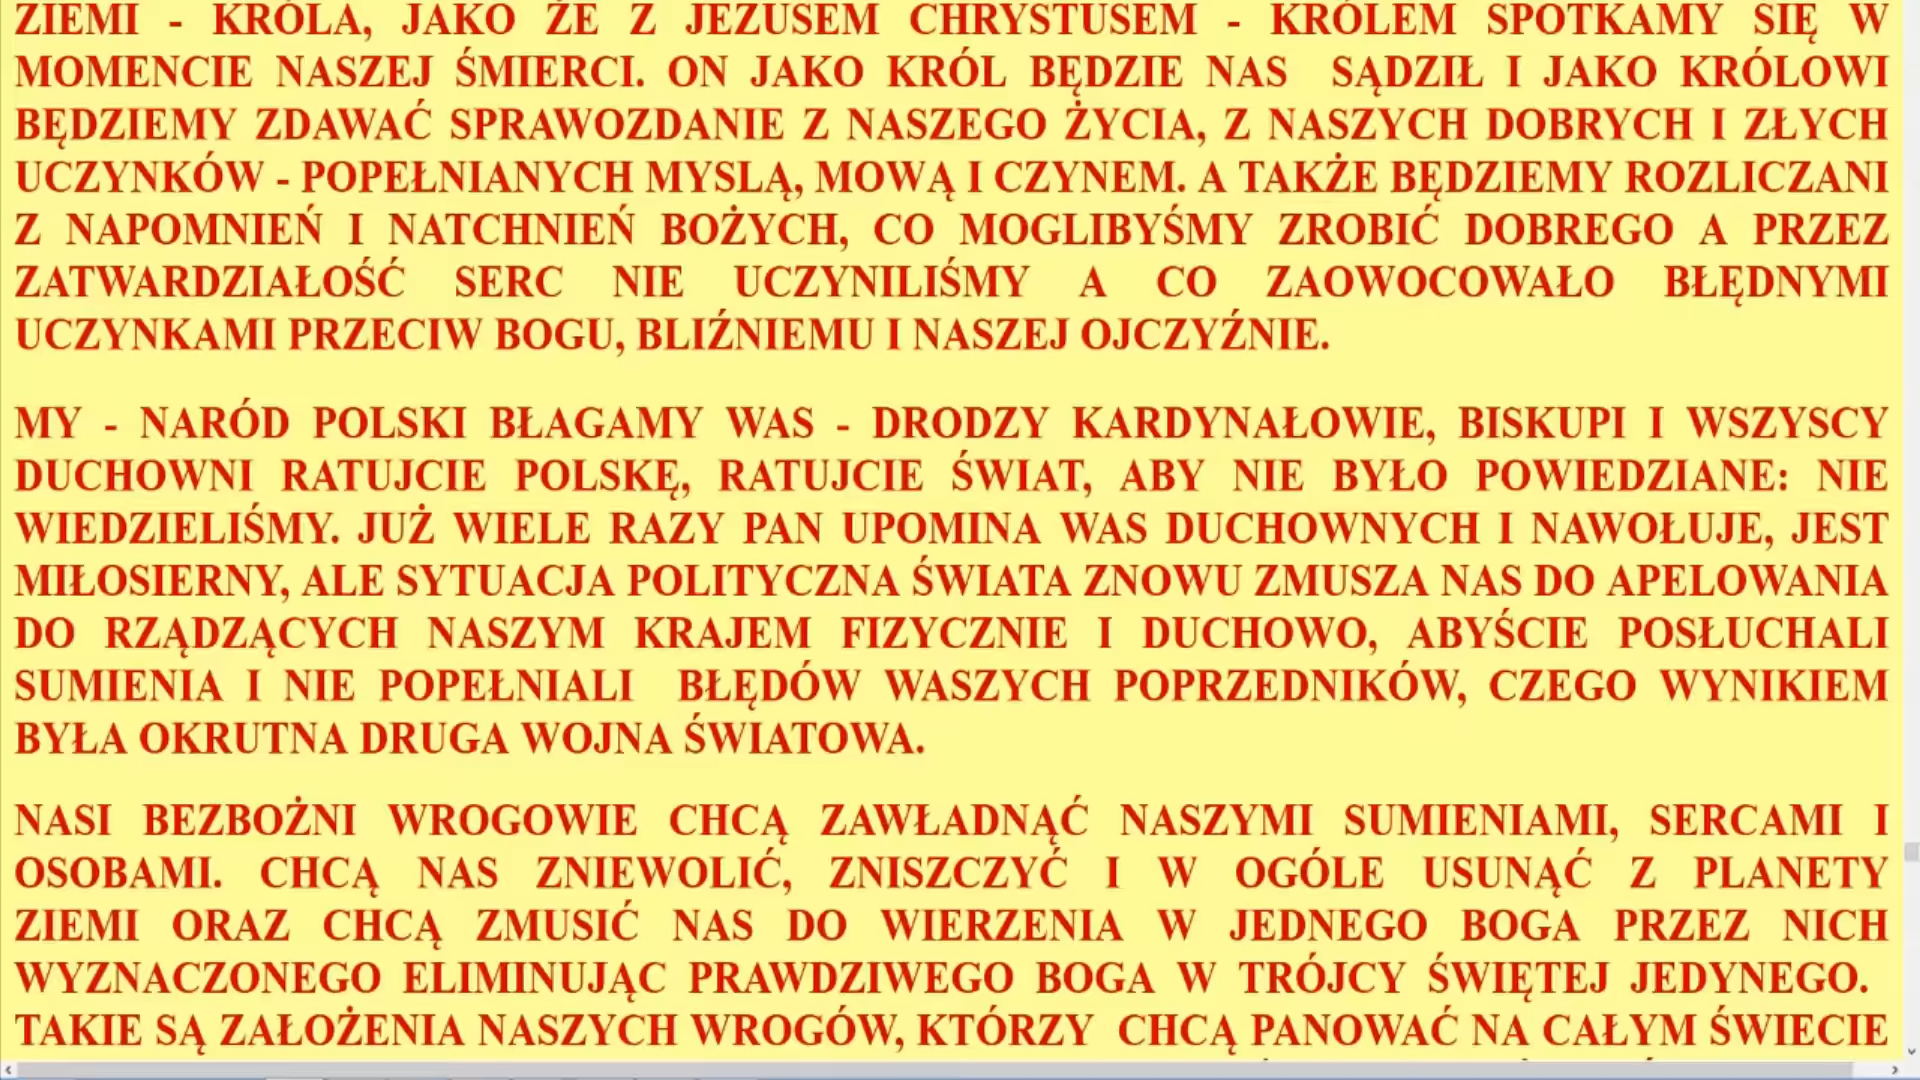 ZIEMI - KRÓLA, JAKO ŻE Z JEZUSEM CHRYSTUSEM - KRÓLEM SPOTKAMY SIĘ W
MOMENCIE NASZEJ ŚMIERCI. ON JAKO KRÓL BĘDZIE NAS SĄDZIŁ I JAKO KRÓLOWI
BĘDZIEMY ZDAWAĆ SPRAWOZDANIE Z NASZEGO ŻYCIA, Z NASZYCH DOBRYCH I ZŁYCH
UCZYNKÓW - POPEŁNIANYCH MYSLĄ, MOWĄ I CZYNEM. A TAKŻE BĘDZIEMY ROZLICZANI
Z NAPOMNIEŃ I NATCHNIEŃ BOŻYCH, CO MOGLIBYŚMY ZROBIĆ DOBREGO A PRZEZ
ZATWARDZIAŁOŚĆ SERC NIE UCZYNILIŚMY A CO ZAOWOCOWAŁO BŁĘDNYMI
UCZYNKAMI PRZECIW BOGU, BLIŹNIEMU I NASZEJ OJCZYŹNIE.
MY - NARÓD POLSKI BŁAGAMY WAS - DRODZY KARDYNAŁOWIE, BISKUPI I WSZYSCY
DUCHOWNI RATUJCIE POLSKĘ, RATUJCIE ŚWIAT, ABY NIE BYŁO POWIEDZIANE: NIE
WIEDZIELIŚMY. JUŻ WIELE RAZY PAN UPOMINA WAS DUCHOWNYCH I NAWOŁUJE, JEST
MIŁOSIERNY, ALE SYTUACJA POLITYCZNA ŚWIATA ZNOWU ZMUSZA NAS DO APELOWANIA
DO RZĄDZĄCYCH NASZYM KRAJEM FIZYCZNIE I DUCHOWO, ABYŚCIE POSŁUCHALI
SUMIENIA I NIE POPEŁNIALI BŁĘDÓW WASZYCH POPRZEDNIKÓW, CZEGO WYNIKIEM
BYŁA OKRUTNA DRUGA WOJNA ŚWIATOWA.
NASI BEZBOŻNI WROGOWIE CHCĄ ZAWŁADNĄĆ NASZYMI SUMIENIAMI, SERCAMI I
OSOBAMI. CHCĄ NAS ZNIEWOLIĆ, ZNISZCZYĆ I W OGÓLE USUNĄĆ Z PLANETY
ZIEMI ORAZ CHCĄ ZMUSIĆ NAS DO WIERZENIA W JEDNEGO BOGA PRZEZ NICH
WYZNACZONEGO ELIMINUJĄC PRAWDZIWEGO BOGA W TRÓJCY ŚWIĘTEJ JEDYNEGO.
TAKIE SĄ ZAŁOŻENIA NASZYCH WROGÓW, KTÓRZY CHCĄ PANOWAĆ NA CAŁYM ŚWIECIE